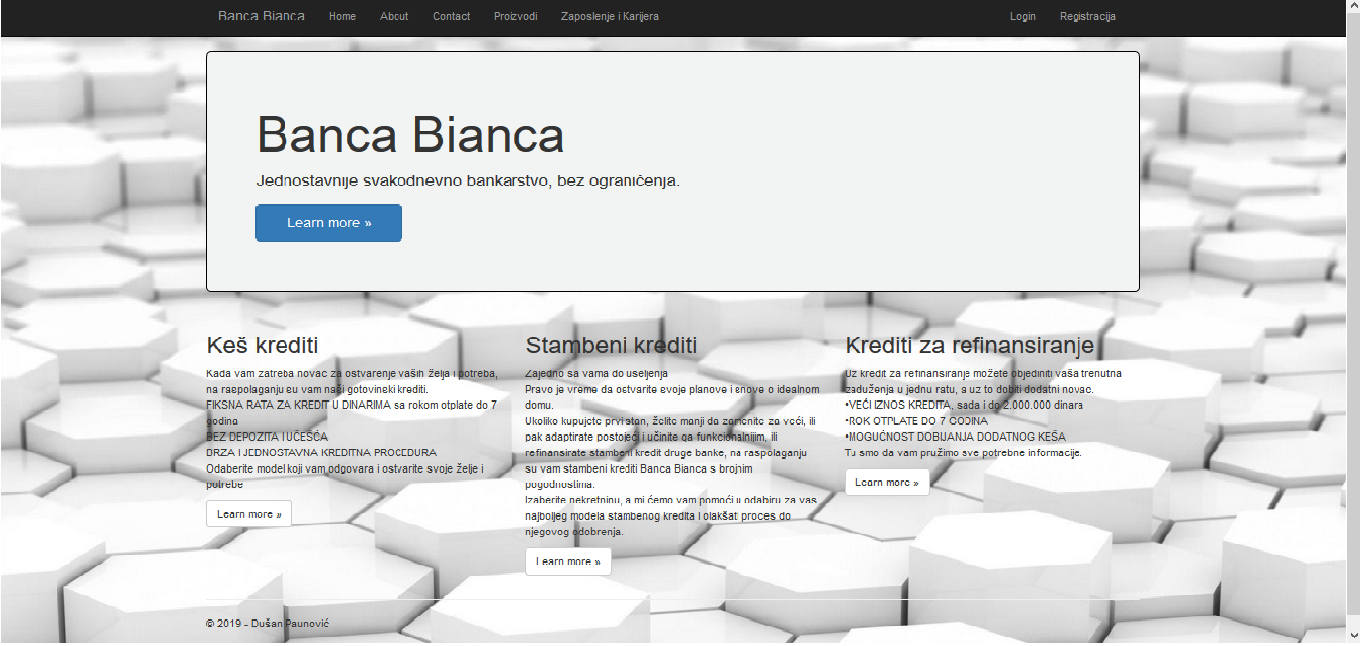 Banca Bianca Home About Contact Proizvodi Zaposlenje i Karijera Login Registracija
Banca Bianca
Jednostavnije svakodnevno bankarstvo, bez ograničenja.
Learn more »
Keš krediti
Kada vam zatreba novac za ostvarenje vaših želja i potreba,
na raspolaganju su vam naši gotovinski krediti.
FIKSNA RATA ZA KREDIT U DINARIMA sa rokom otplate do 7
godina
BEZ DEPOZITA I UČEŠĆA
BRZA I JEDNOSTAVNA KREDITNA PROCEDURA
Odaberite model koji vam odgovara i ostvarite svoje želje i
potrebe
Learn more »
Stambeni krediti
Zajedno sa vama do useljenja
Pravo je vreme da ostvarite svoje planove i snove o idealnom
domu.
Ukoliko kupujete prvi stan, želite manji da zamenite za veći, ili
pak adaptirate postojeći i učinite ga funkcionalnijim, ili
refinansirate stambeni kredit druge banke, na raspolaganju
su vam stambeni krediti Banca Bianca s brojnim
pogodnostima.
Izaberite nekretninu, a mi ćemo vam pomoći u odabiru za vas
najboljeg modela stambenog kredita i olakšati proces do
njegovog odobrenja.
Learn more »
Krediti za refinansiranje
Uz kredit za refinansiranje možete objediniti vaša trenutna
zaduženja u jednu ratu, a uz to dobiti dodatni novac.
•VEĆI IZNOS KREDITA, sada i do 2.000.000 dinara
•ROK OTPLATE DO 7 GODINA
•MOGUĆNOST DOBIJANJA DODATNOG KEŠA
Tu smo da vam pružimo sve potrebne informacije.
Learn more »
© 2019 - Dušan Paunović